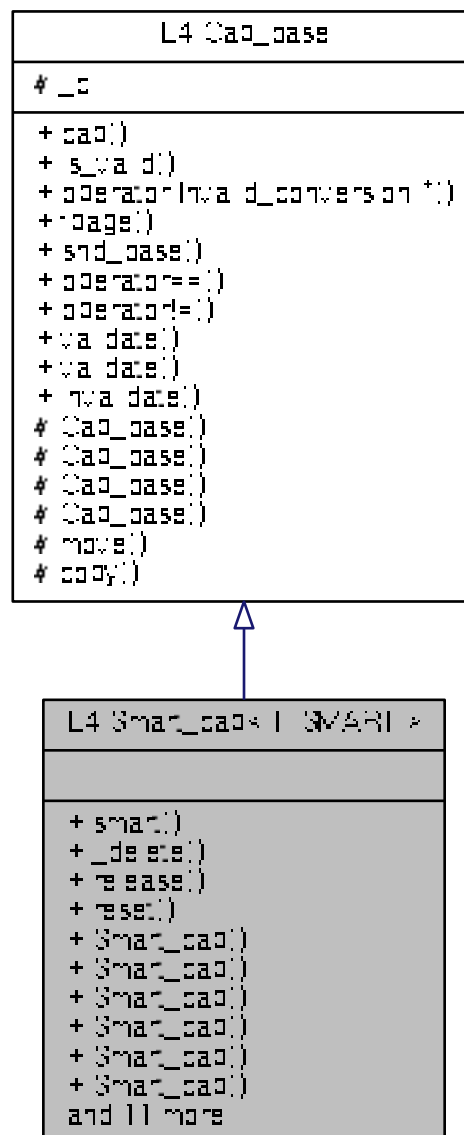 L4 Cap_base
# _c
+ cap()
+ is_valid()
+ operator Invalid_conversion *()
+ fpage()
+ snd_base()
+ operator==()
+ operator!=()
+ validate()
+ validate()
+ invalidate()
# Cap_base()
# Cap_base()
# Cap_base()
# Cap_base()
# move()
# copy()
L4 Smart_cap< T SMART >
+ smart()
+ _delete()
+ release()
+ reset()
+ Smart_cap()
+ Smart_cap()
+ Smart_cap()
+ Smart_cap()
+ Smart_cap()
+ Smart_cap()
and 11 more